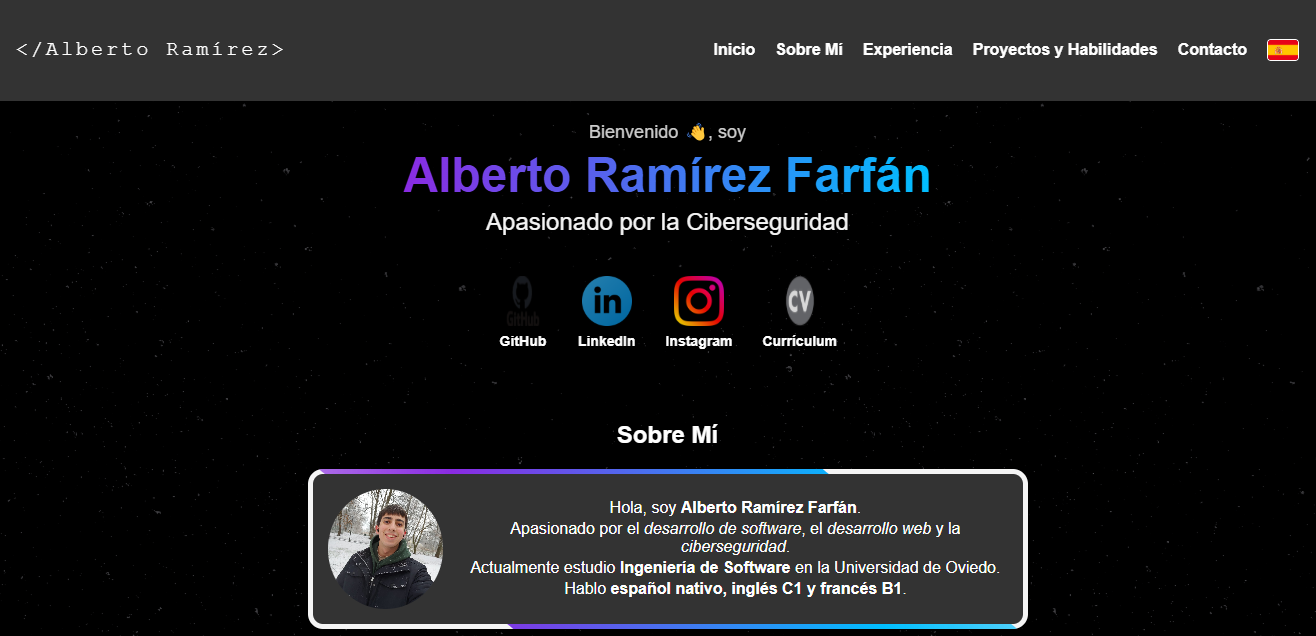 </Alberto Ramírez>
Inicio Sobre Mí Experiencia Proyectos y Habilidades Contacto
Bienvenido 👋, soy
Alberto Ramírez Farfán
Apasionado por la Ciberseguridad
GitHub
in
CV
GitHub LinkedIn Instagram Currículum
Sobre Mí
Hola, soy Alberto Ramírez Farfán.
Apasionado por el desarrollo de software, el desarrollo web y la
ciberseguridad.
Actualmente estudio Ingeniería de Software en la Universidad de Oviedo.
Hablo español nativo, inglés C1 y francés B1.